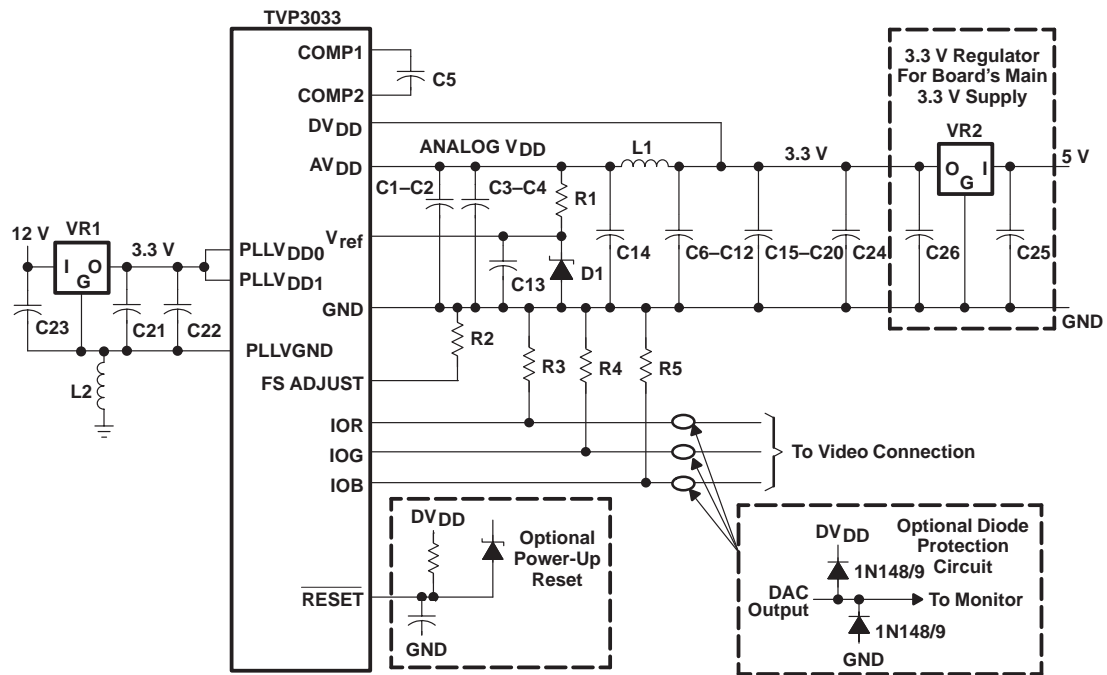 TVP3033
COMP1
C5
COMP2
DVDD
AVDD
ANALOG VDD
L1
3.3 V
3.3 V Regulator
For Board's Main
3.3 V Supply
VR2
O
G
I
5 V
C1–C2
C3–C4
R1
Vref
C13
D1
C14
C6–C12
C15–C20
C24
C26
C25
GND
GND
12 V
VR1
I
G
O
3.3 V
PLLVDD0
PLLVDD1
C23
C21
C22
PLLVGND
L2
R2
R3
R4
R5
FS ADJUST
IOR
IOG
IOB
To Video Connection
DVDD
Optional
Power-Up
Reset
RESET
GND
DVDD
Optional Diode
Protection
Circuit
1N148/9
DAC
Output
To Monitor
1N148/9
GND